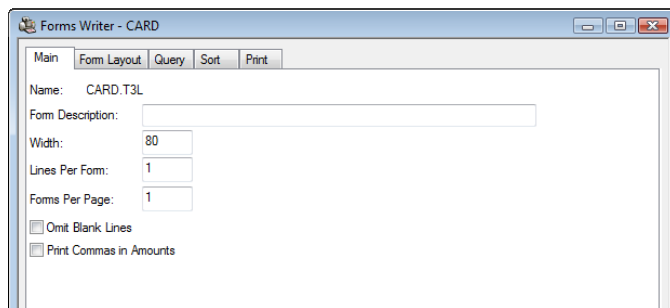 Forms Writer - CARD
Main Form Layout Query Sort Print
Name: CARD.T3L
Form Description:
Width: 80
Lines Per Form: 1
Forms Per Page: 1
Omit Blank Lines
Print Commas in Amounts